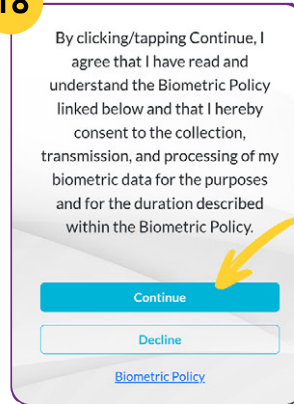 18
By clicking/tapping Continue, I
agree that I have read and
understand the Biometric Policy
linked below and that I hereby
consent to the collection,
transmission, and processing of my
biometric data for the purposes
and for the duration described
within the Biometric Policy.
Continue
Decline
Biometric Policy